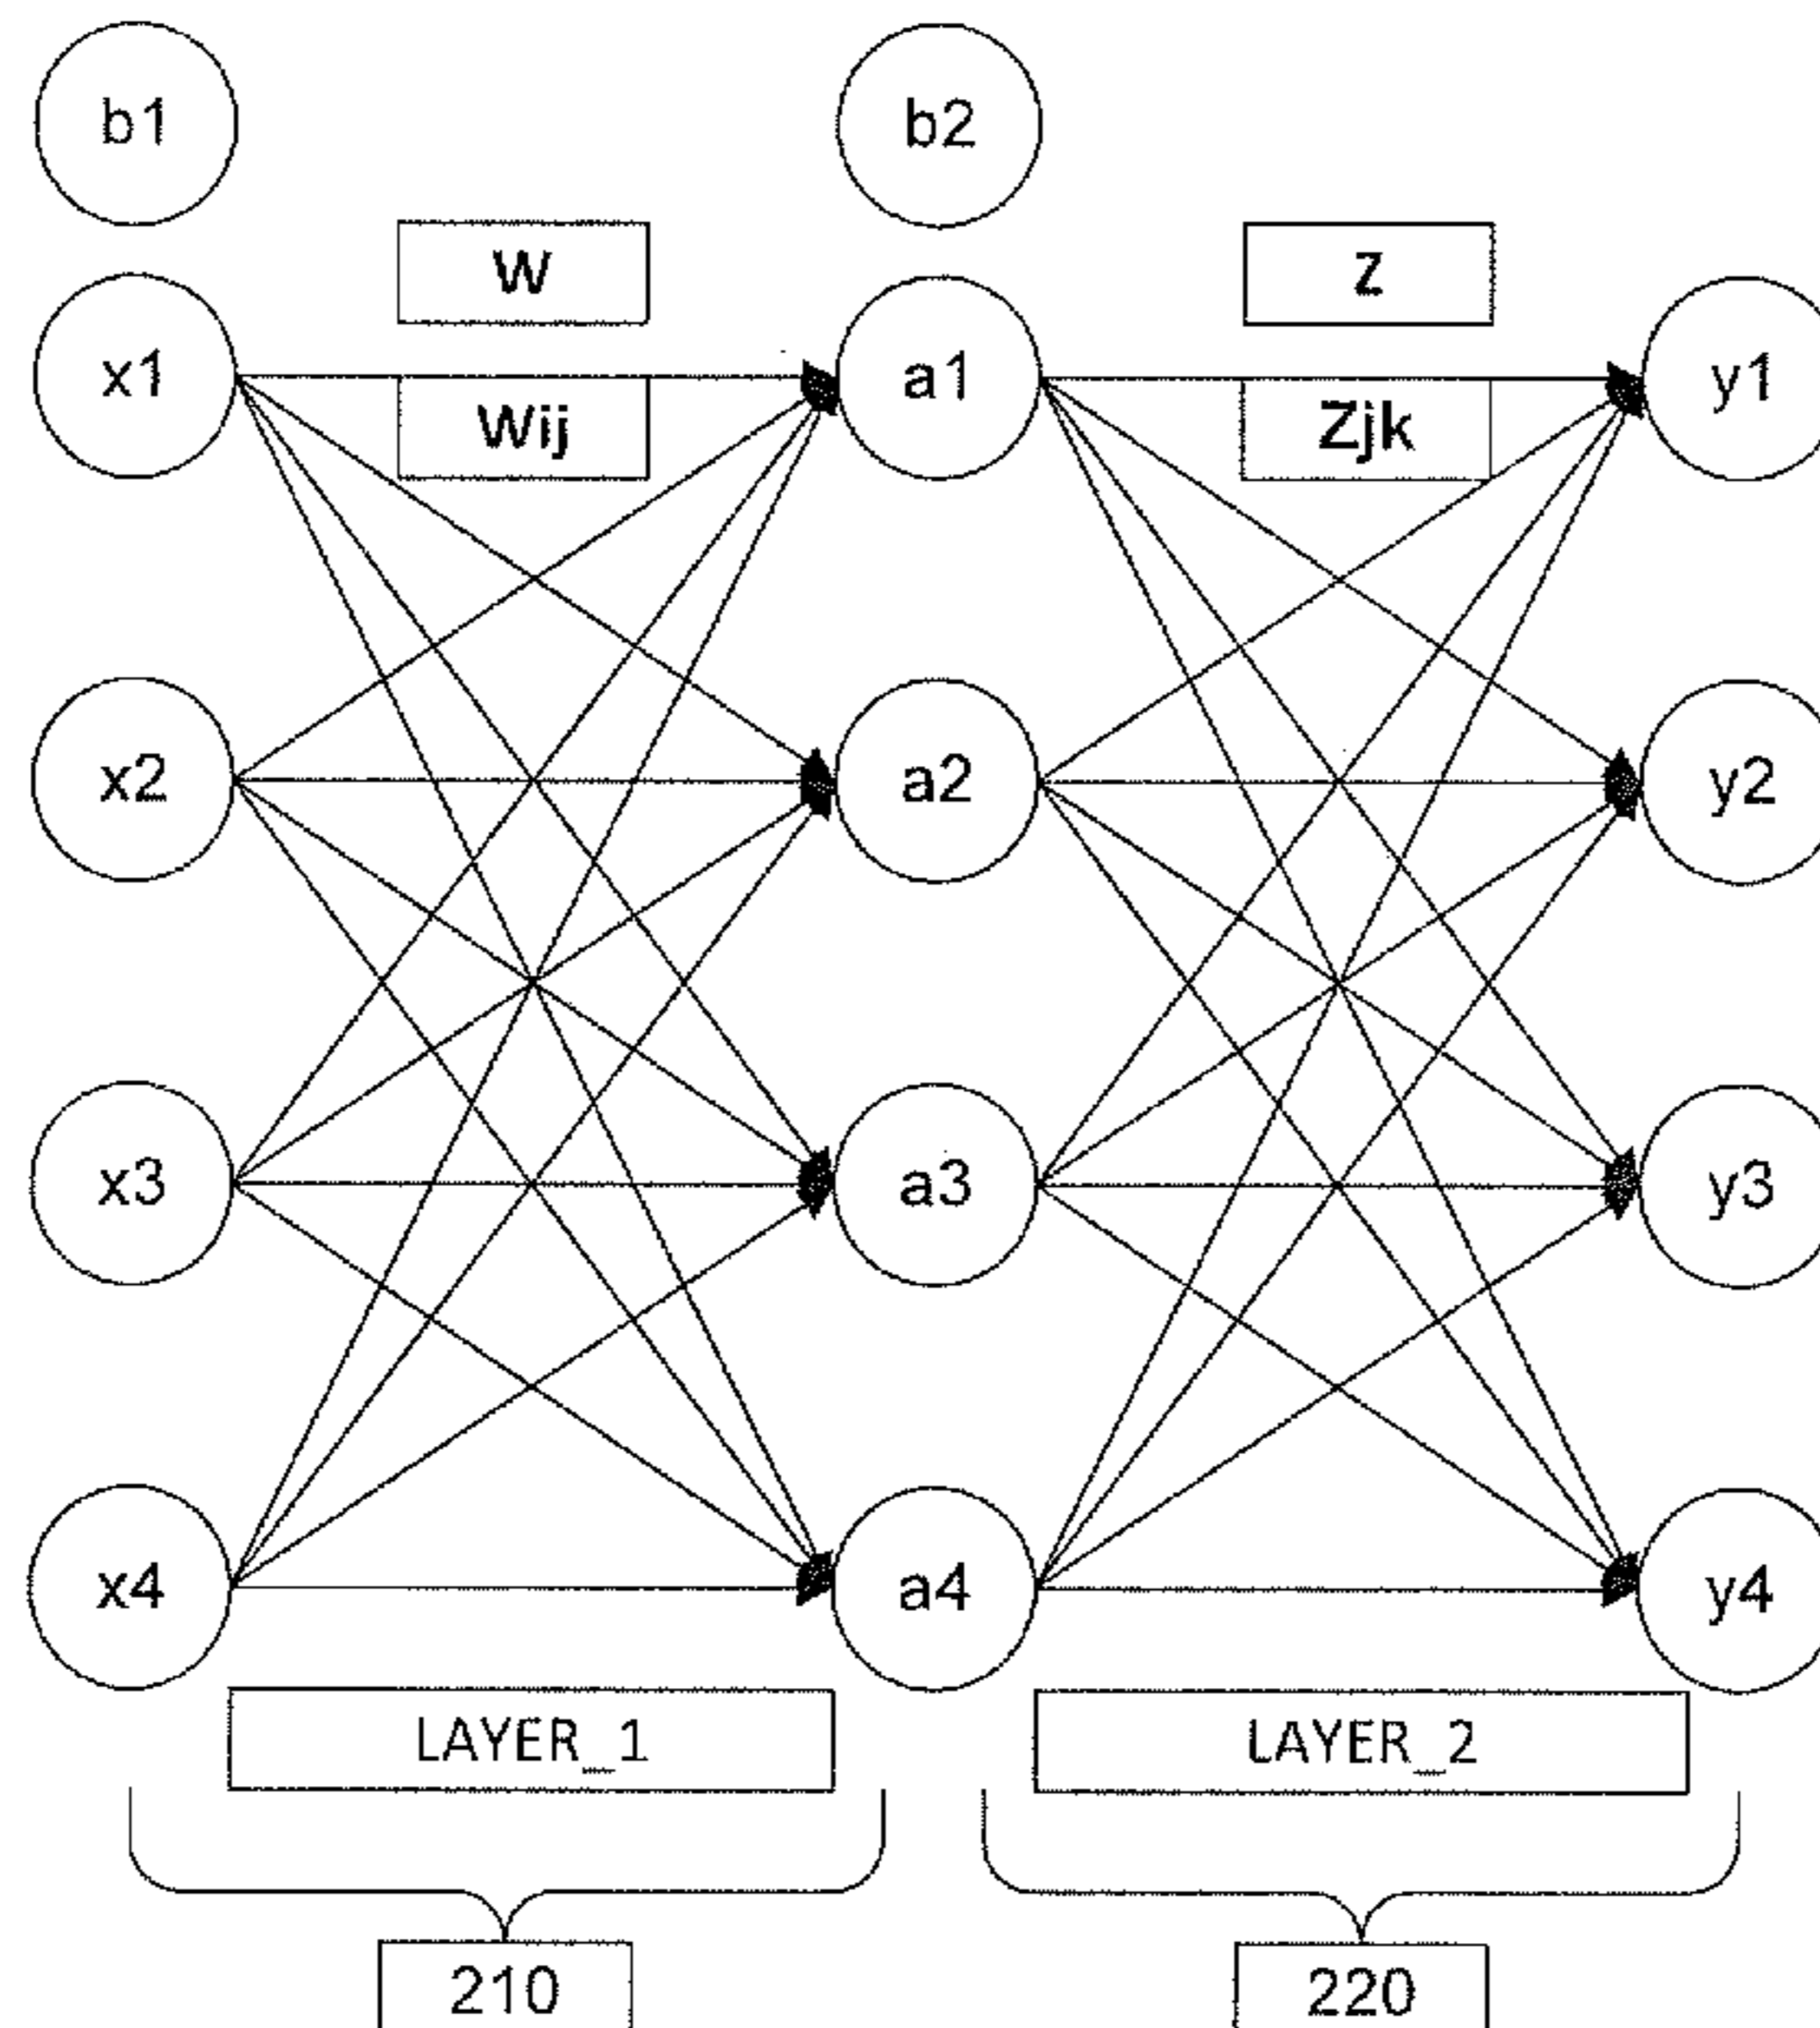 b1 b2
W Z
x1 a1 y1
Wij Zjk
x2 a2 y2
x3 a3 y3
x4 a4 y4
LAYER_1 LAYER_2
210 220